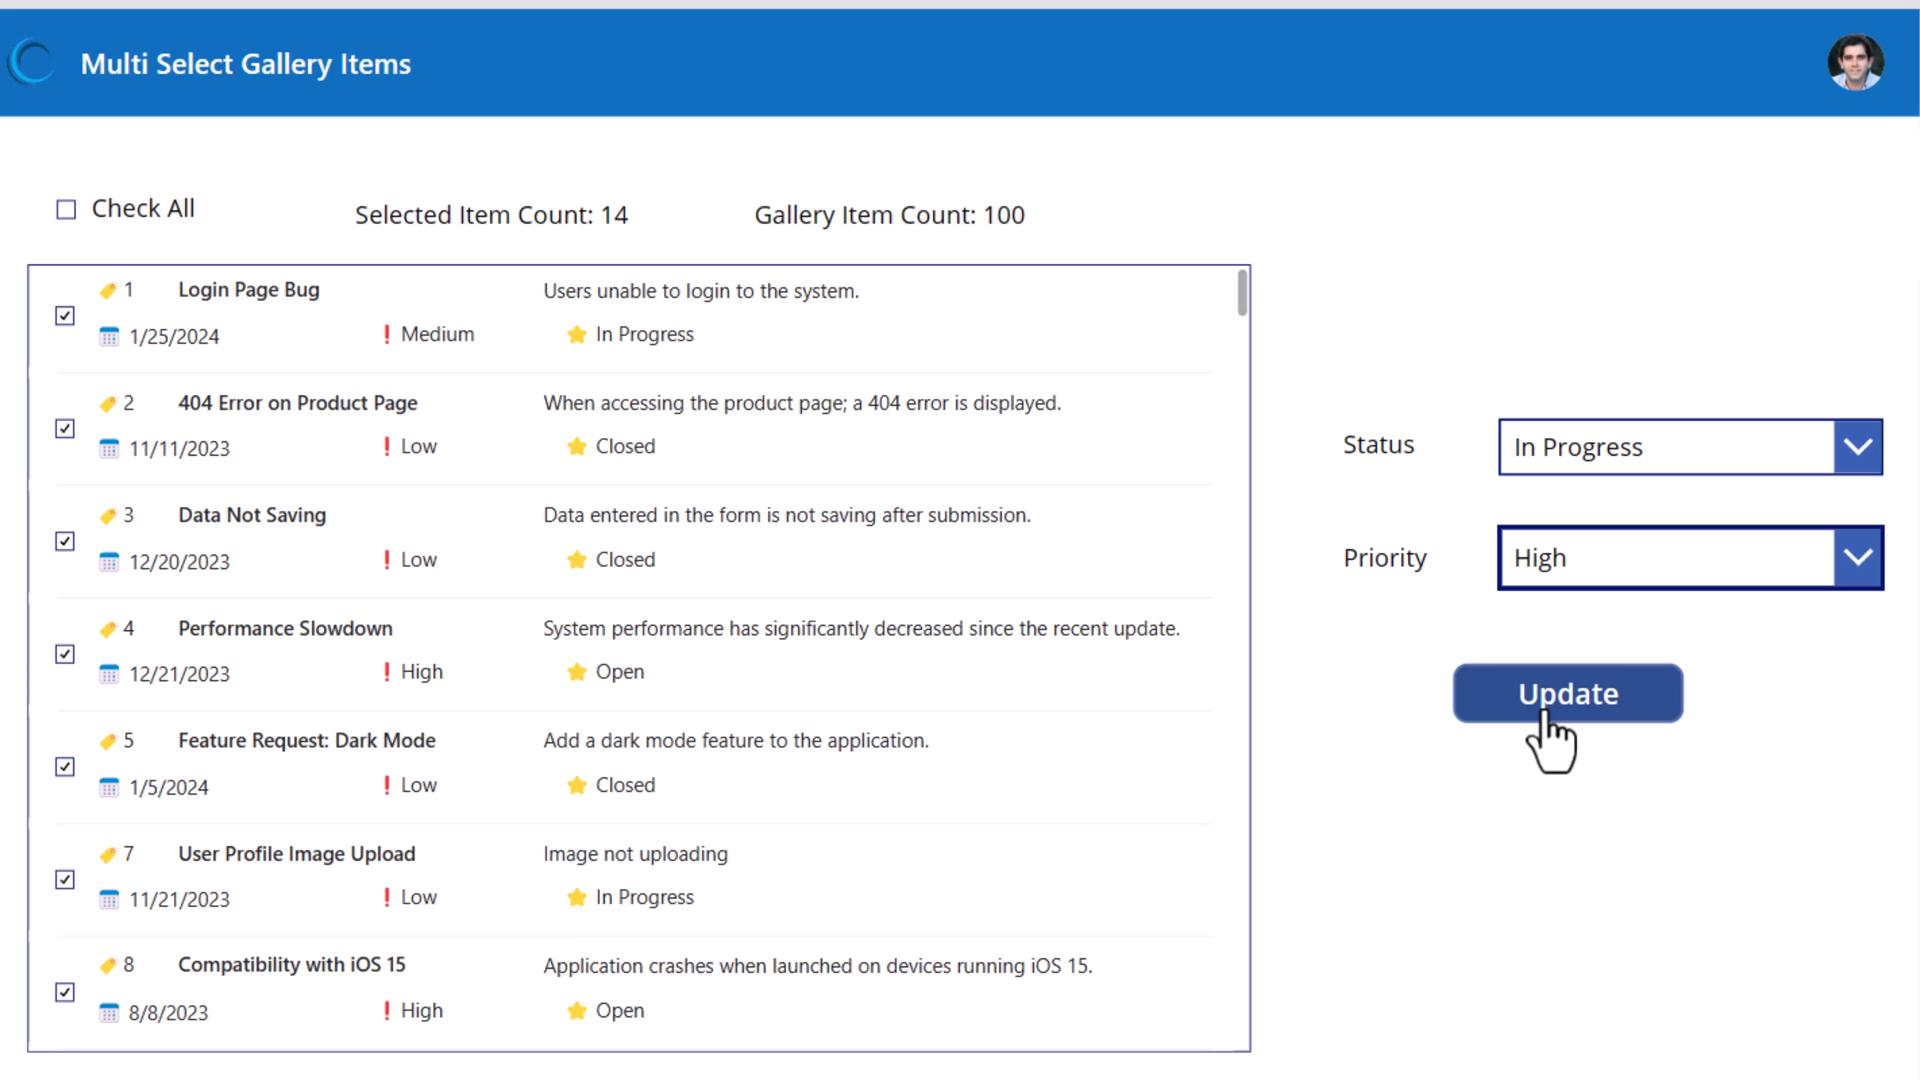 Multi Select Gallery Items
Check All
Selected Item Count: 14
Gallery Item Count: 100
1 Login Page Bug Users unable to login to the system.
1/25/2024 Medium In Progress
2 404 Error on Product Page When accessing the product page; a 404 error is displayed.
11/11/2023 Low Closed
3 Data Not Saving Data entered in the form is not saving after submission.
12/20/2023 Low Closed
4 Performance Slowdown System performance has significantly decreased since the recent update.
12/21/2023 High Open
5 Feature Request: Dark Mode Add a dark mode feature to the application.
1/5/2024 Low Closed
7 User Profile Image Upload Image not uploading
11/21/2023 Low In Progress
8 Compatibility with iOS 15 Application crashes when launched on devices running iOS 15.
8/8/2023 High Open
Status In Progress
Priority High
Update